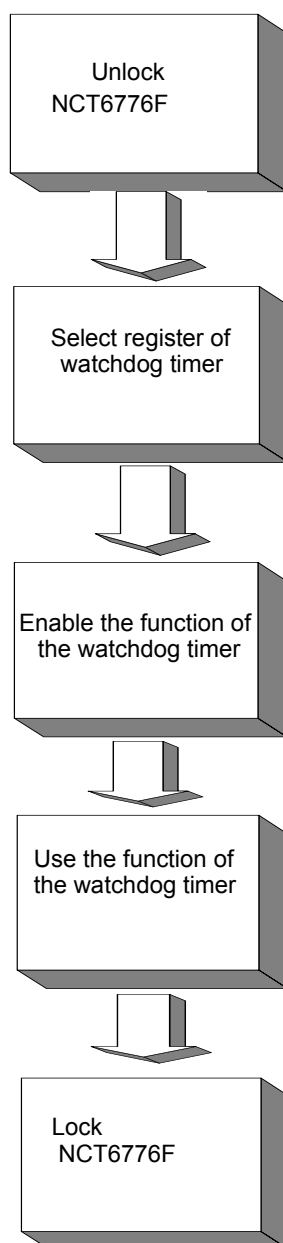 Unlock
NCT6776F
Select register of
watchdog timer
Enable the function of
the watchdog timer
Use the function of
the watchdog timer
Lock
NCT6776F